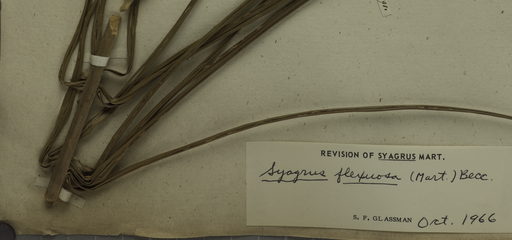 REVISION OF SYAGRUS MART.
Syagrus flexuosa (Mart.) Becc.
S. F. GLASSMAN Oct. 1966